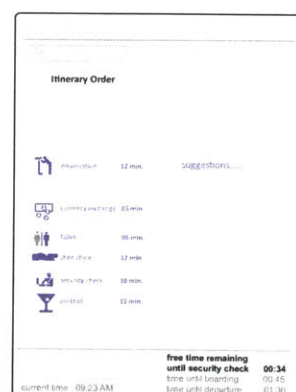 Itinerary Order
12 min. suggestions.....
currency exchange 05 min.
toilet 05 min.
12 min.
security check 10 min.
cocktail 15 min.
free time remaining
until security check 00:34
time until boarding 00:45
current time 09:23 AM time until departure 01:30